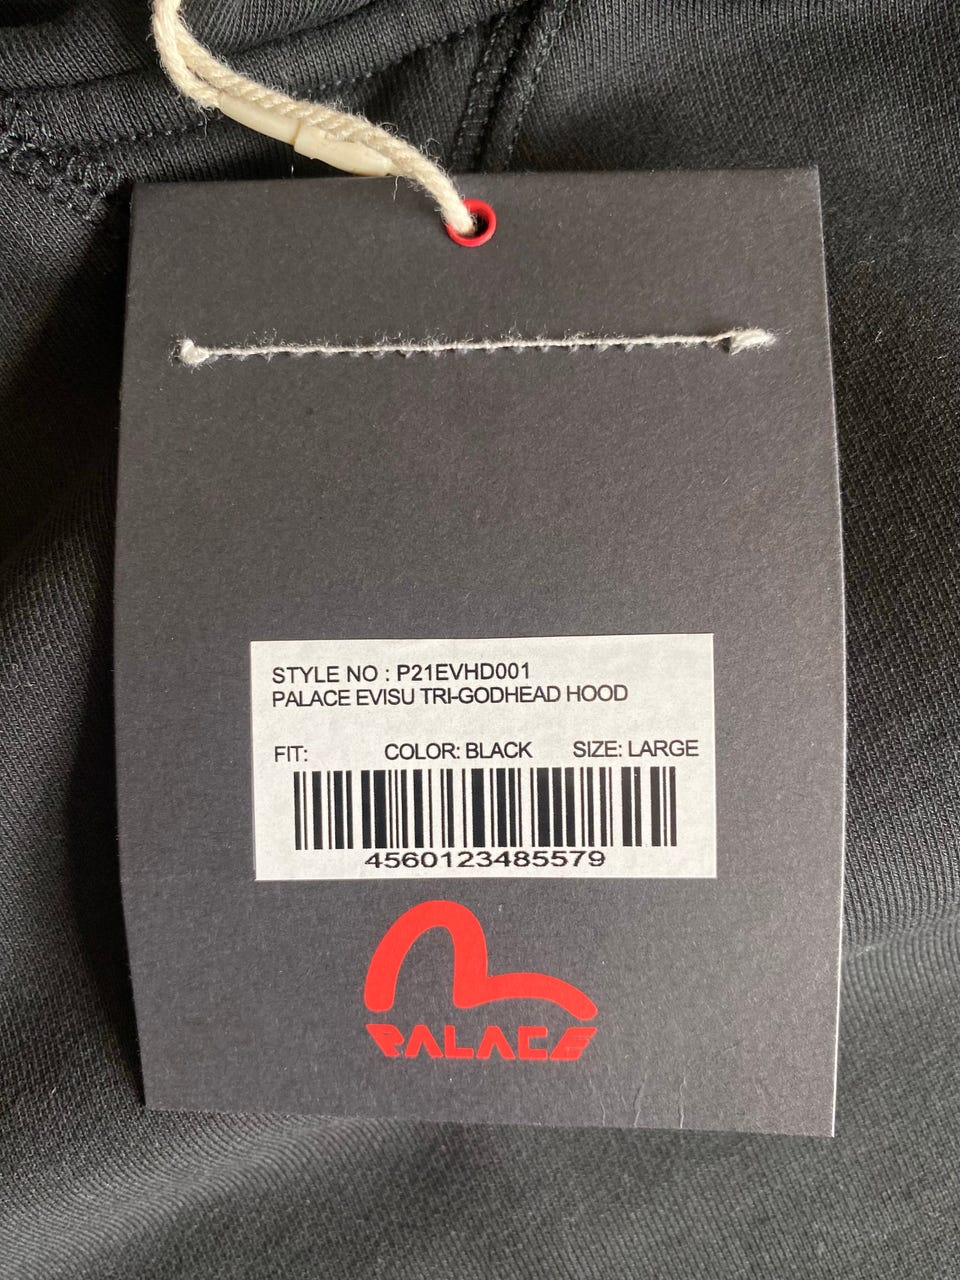 STYLE NO : P21EVHD001
PALACE EVISU TRI-GODHEAD HOOD
FIT: COLOR: BLACK SIZE: LARGE
4560123485579
PALACE